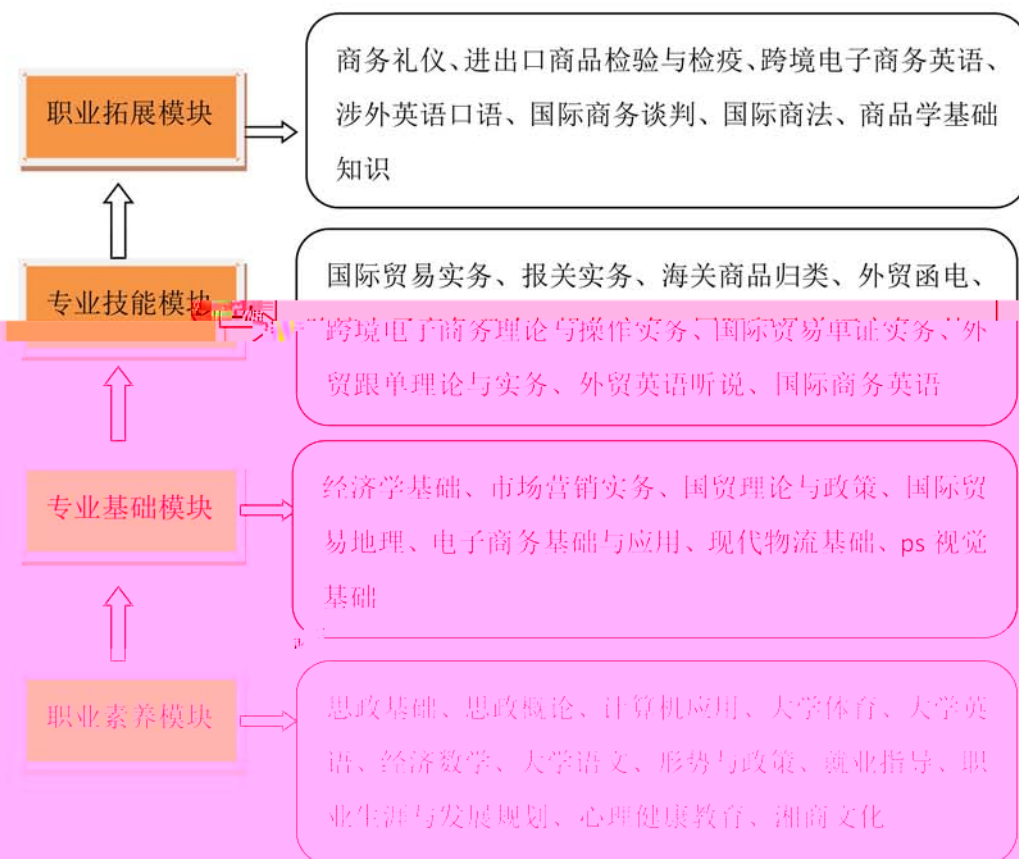 职业拓展模块
商务礼仪、进出口商品检验与检疫、跨境电子商务英语、
涉外英语口语、国际商务谈判、国际商法、商品学基础
知识
专业技能模块
国际贸易实务、报关实务、海关商品归类、外贸函电、
跨境电子商务理论与操作实务、国际贸易单证实务、外
贸跟单理论与实务、外贸英语听说、国际商务英语
专业基础模块
经济学基础、市场营销实务、国贸理论与政策、国际贸
易地理、电子商务基础与应用、现代物流基础、ps 视觉
基础
职业素养模块
思政基础、思政概论、计算机应用、大学体育、大学英
语、经济数学、大学语文、形势与政策、就业指导、职
业生涯与发展规划、心理健康教育、湘商文化